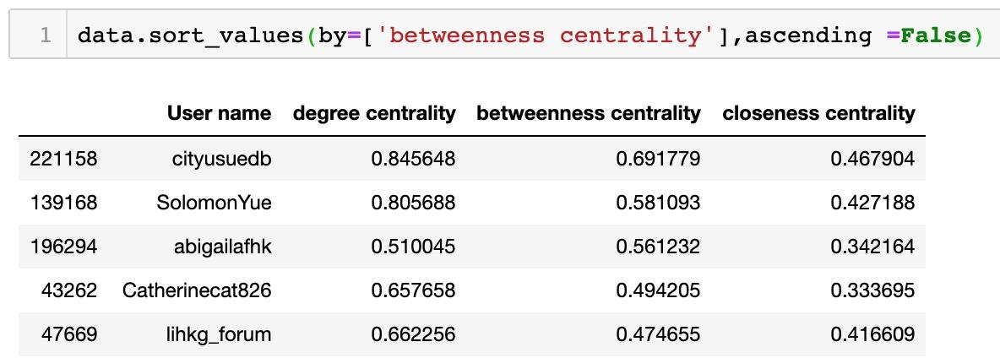 1 data.sort_values(by=['betweenness centrality'],ascending =False)
User name degree centrality betweenness centrality closeness centrality
221158 cityusuedb 0.845648 0.691779 0.467904
139168 SolomonYue 0.805688 0.581093 0.427188
196294 abigailafhk 0.510045 0.561232 0.342164
43262 Catherinecat826 0.657658 0.494205 0.333695
47669 lihkg_forum 0.662256 0.474655 0.416609